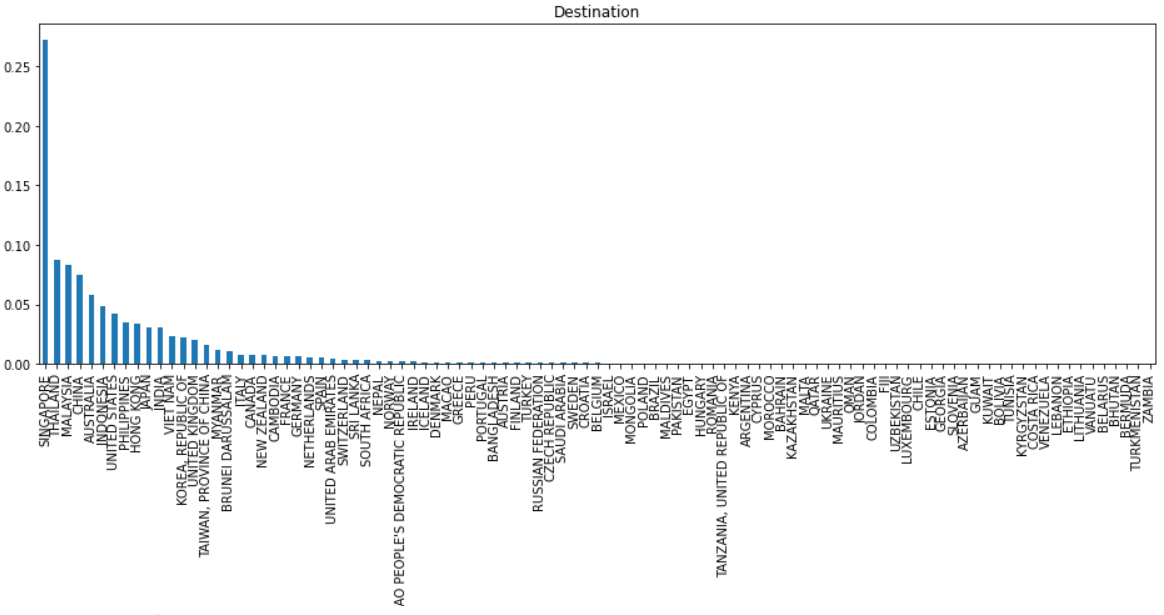 Destination
0.25
0.20
0.15
0.10
0.05
0.00
SINGAPORE
THAILAND
MALAYSIA
CHINA
AUSTRALIA
INDONESIA
UNITED STATES
PHILIPPINES
HONG KONG
JAPAN
INDIA
VIET NAM
KOREA, REPUBLIC OF
UNITED KINGDOM
TAIWAN, PROVINCE OF CHINA
MYANMAR
BRUNEI DARUSSALAM
ITALY
CANADA
NEW ZEALAND
CAMBODIA
FRANCE
GERMANY
NETHERLANDS
SPAIN
UNITED ARAB EMIRATES
SWITZERLAND
SRI LANKA
SOUTH AFRICA
NEPAL
NORWAY
AO PEOPLE'S DEMOCRATIC REPUBLIC
IRELAND
ICELAND
DENMARK
MACAO
GREECE
PERU
PORTUGAL
BANGLADESH
AUSTRIA
FINLAND
TURKEY
RUSSIAN FEDERATION
CZECH REPUBLIC
SAUDI ARABIA
SWEDEN
CROATIA
BELGIUM
ISRAEL
MEXICO
MONGOLIA
POLAND
BRAZIL
MALDIVES
PAKISTAN
EGYPT
HUNGARY
ROMANIA
TANZANIA, UNITED REPUBLIC OF
KENYA
ARGENTINA
CYPRUS
MOROCCO
BAHRAIN
KAZAKHSTAN
MALTA
QATAR
UKRAINE
MAURITIUS
OMAN
JORDAN
COLOMBIA
FIJI
UZBEKISTAN
LUXEMBOURG
CHILE
ESTONIA
GEORGIA
SLOVENIA
AZERBAIJAN
GUAM
KUWAIT
BOLIVIA
TUNISIA
KYRGYZSTAN
COSTA RICA
VENEZUELA
LEBANON
ETHIOPIA
LITHUANIA
VANUATU
BELARUS
BHUTAN
BERMUDA
TURKMENISTAN
ZAMBIA